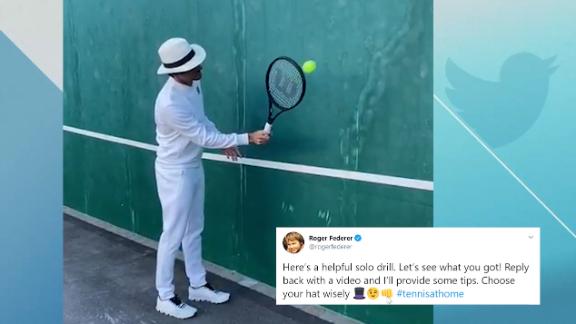 Roger Federer
@rogerfederer
Here's a helpful solo drill. Let's see what you got! Reply
back with a video and I'll provide some tips. Choose
your hat wisely 🎩😉👊 #tennisathome